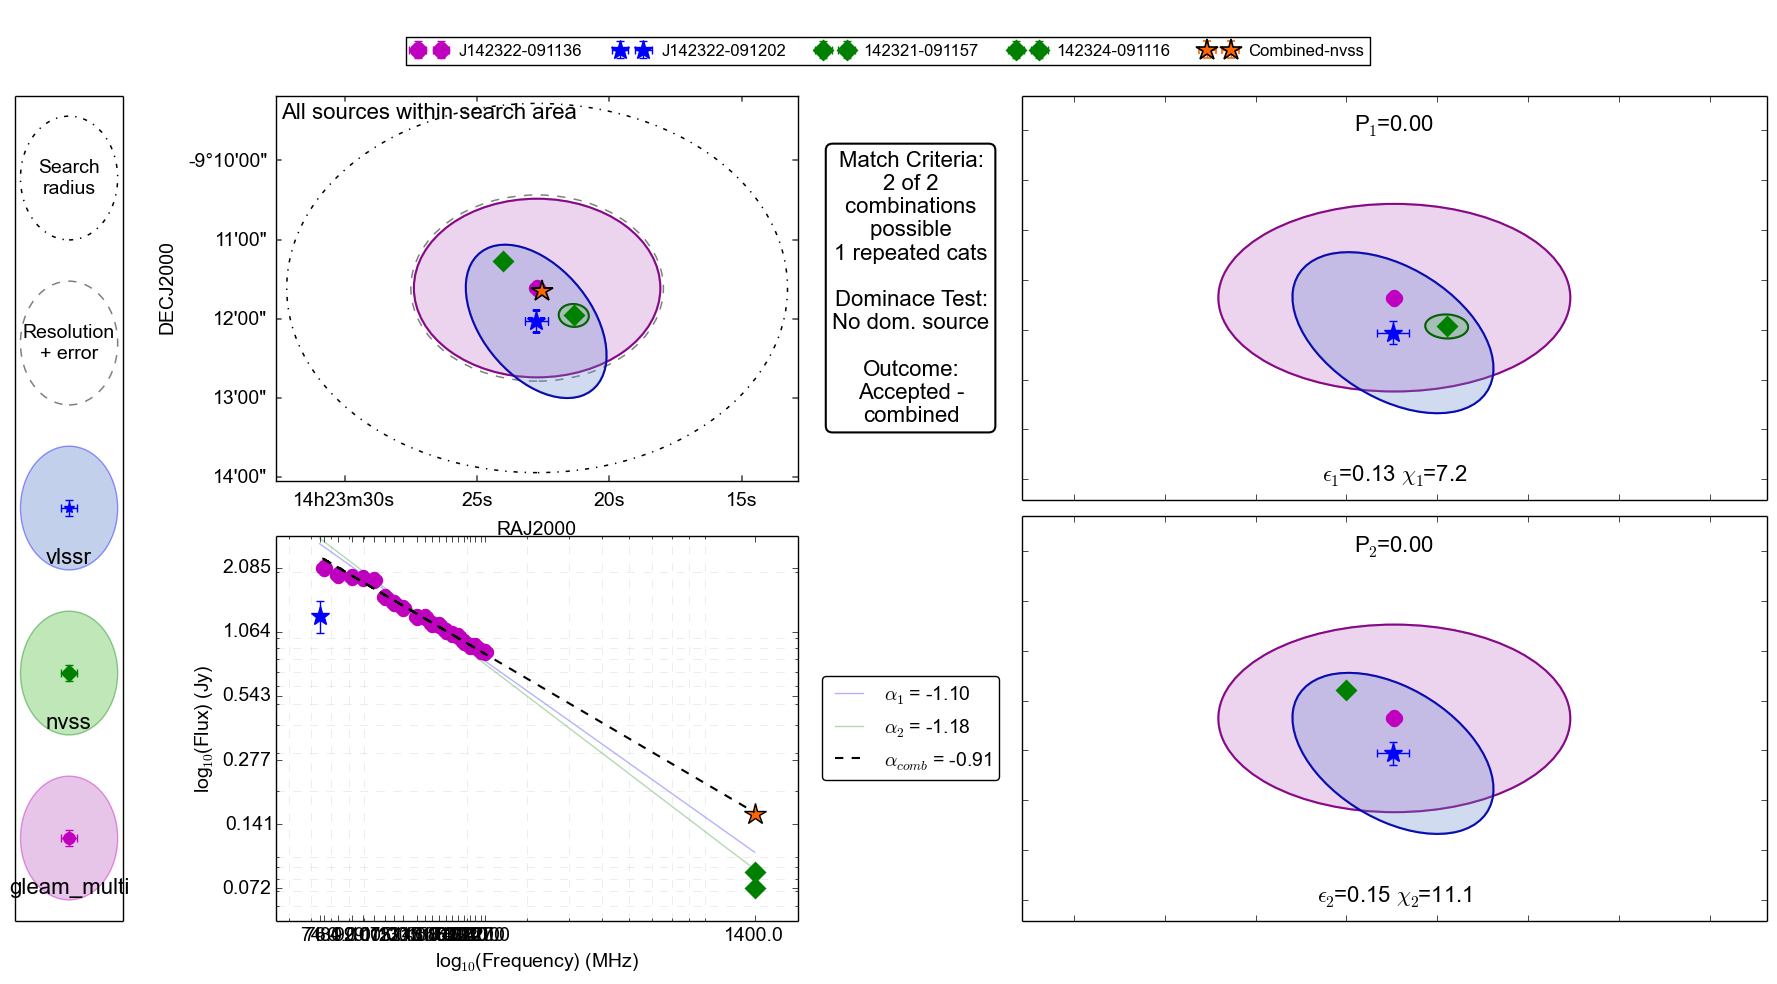 J142322-091136 J142322-091202 142321-091157 142324-091116 Combined-nvss
Search
radius
Resolution
+ error
vlssr
nvss
gleam_multi
All sources within search area
DECJ2000
-9°10'00"
11'00"
12'00"
13'00"
14'00"
14h23m30s 25s 20s 15s
RAJ2000
Match Criteria:
2 of 2
combinations
possible
1 repeated cats
Dominace Test:
No dom. source
Outcome:
Accepted -
combined
P1=0.00
ϵ1=0.13 χ1=7.2
log10(Flux) (Jy)
2.085
1.064
0.543
0.277
0.141
0.072
1400.0
log10(Frequency) (MHz)
α1 = -1.10
α2 = -1.18
αcomb = -0.91
P2=0.00
ϵ2=0.15 χ2=11.1